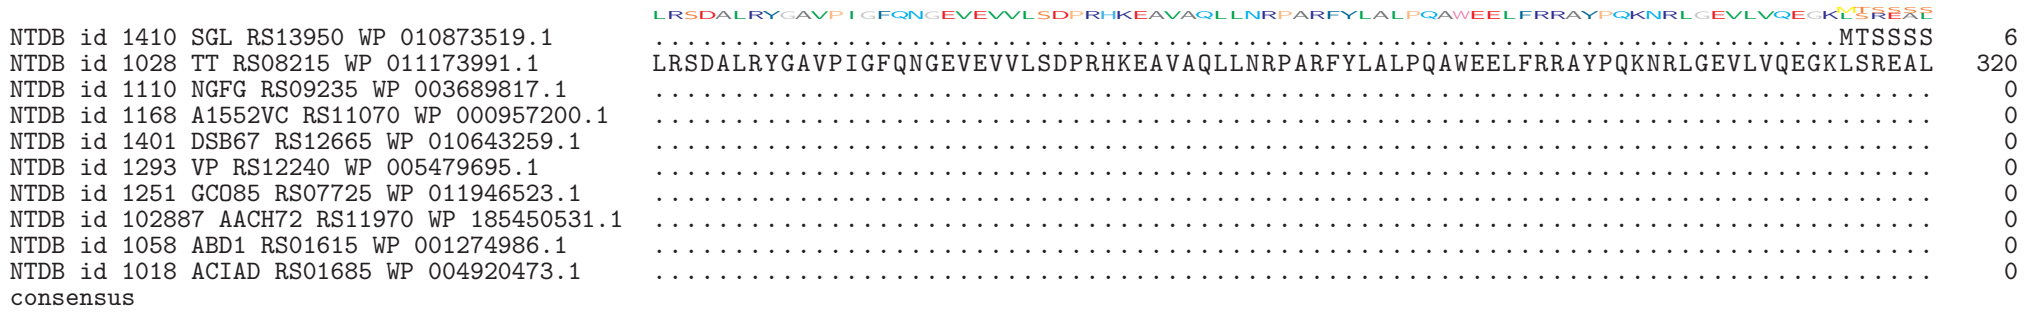 LRSDALRYGAVPIGFQNGEVEVVLSDPRHKEAVAQLLNRPARFYLALPQAWEELFRRAYPQKNRLGEVLVQEGKLSREAL
MTSSSS
NTDB id 1410 SGL RS13950 WP 010873519.1 ..........................................................................MTSSSS 6
NTDB id 1028 TT RS08215 WP 011173991.1 LRSDALRYGAVPIGFQNGEVEVVLSDPRHKEAVAQLLNRPARFYLALPQAWEELFRRAYPQKNRLGEVLVQEGKLSREAL 320
NTDB id 1110 NGFG RS09235 WP 003689817.1 ................................................................................ 0
NTDB id 1168 A1552VC RS11070 WP 000957200.1 ................................................................................ 0
NTDB id 1401 DSB67 RS12665 WP 010643259.1 ................................................................................ 0
NTDB id 1293 VP RS12240 WP 005479695.1 ................................................................................ 0
NTDB id 1251 GCO85 RS07725 WP 011946523.1 ................................................................................ 0
NTDB id 102887 AACH72 RS11970 WP 185450531.1 ................................................................................ 0
NTDB id 1058 ABD1 RS01615 WP 001274986.1 ................................................................................ 0
NTDB id 1018 ACIAD RS01685 WP 004920473.1 ................................................................................ 0
consensus